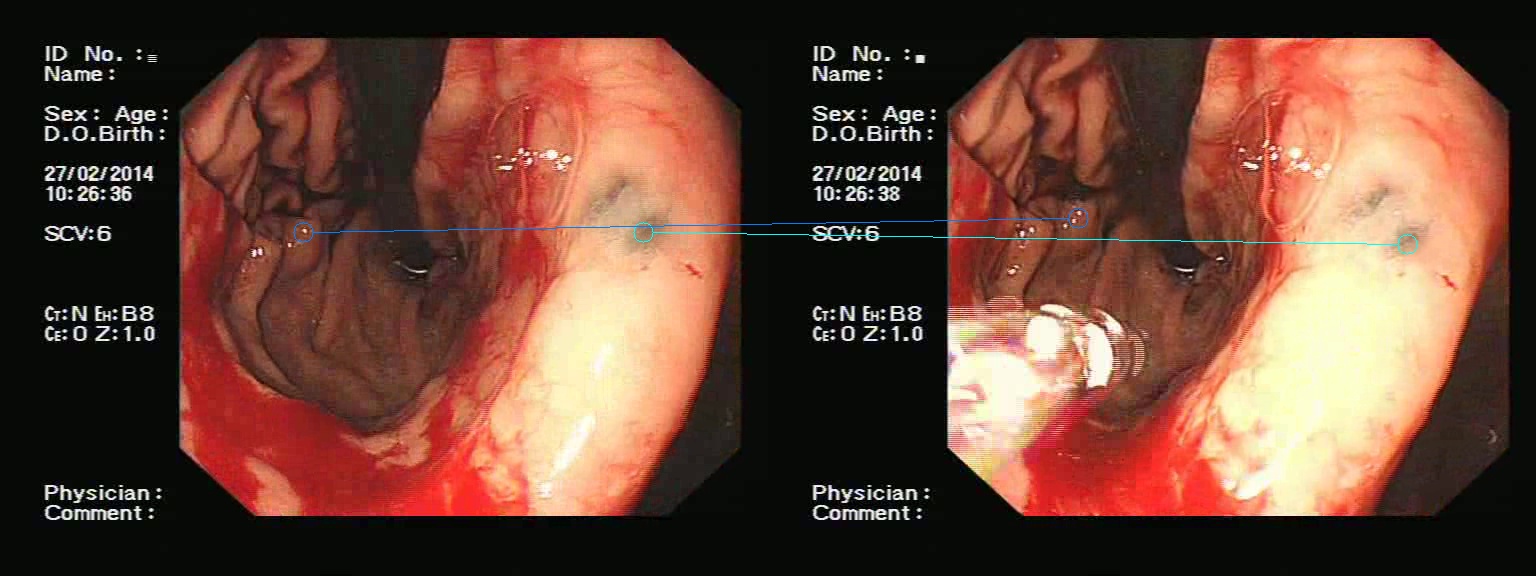 ID No. :
Name:
Sex: Age:
D.O.Birth:
27/02/2014
10:26:36
SCV:6
CT:N EH:B8
CE:0 Z:1.0
Physician:
Comment:
ID No. :
Name:
Sex: Age:
D.O.Birth:
27/02/2014
10:26:38
SCV:6
CT:N EH:B8
CE:0 Z:1.0
Physician:
Comment: